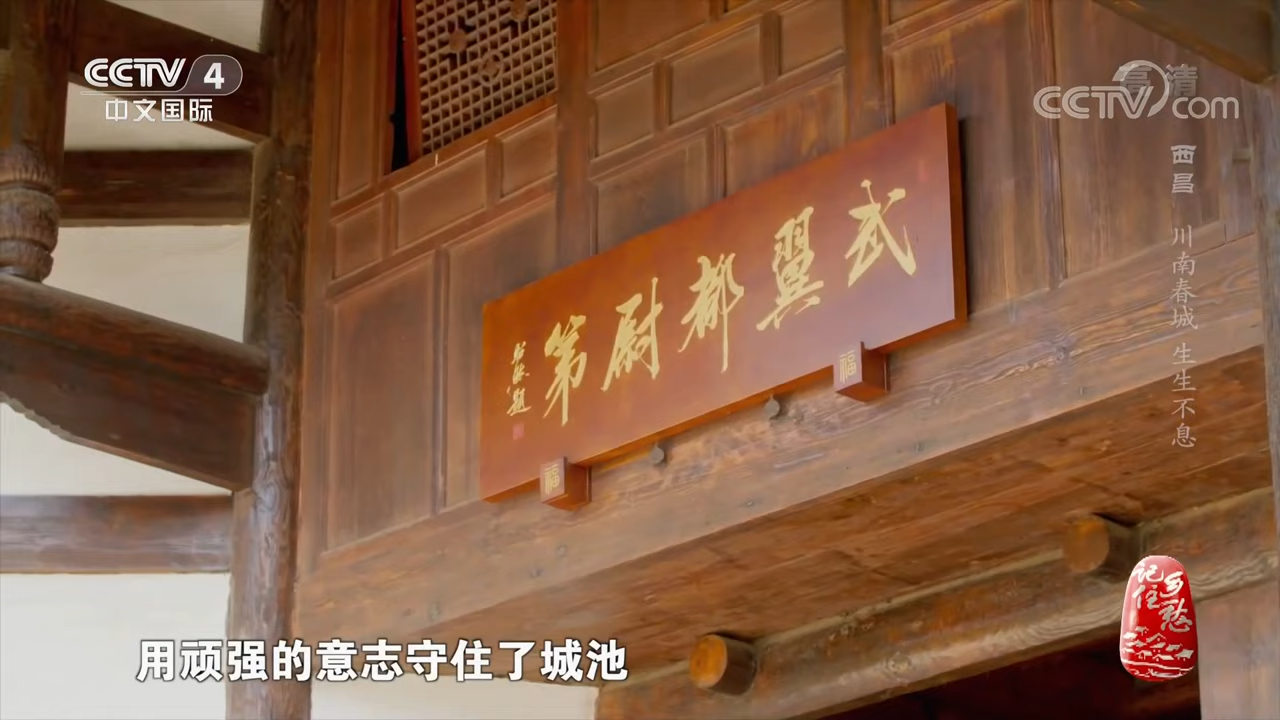 CCTV 4
中文国际
高清
CCTV.com
西昌 川南春城 生生不息
武翼都尉第
题
福
福
记住乡愁
用顽强的意志守住了城池